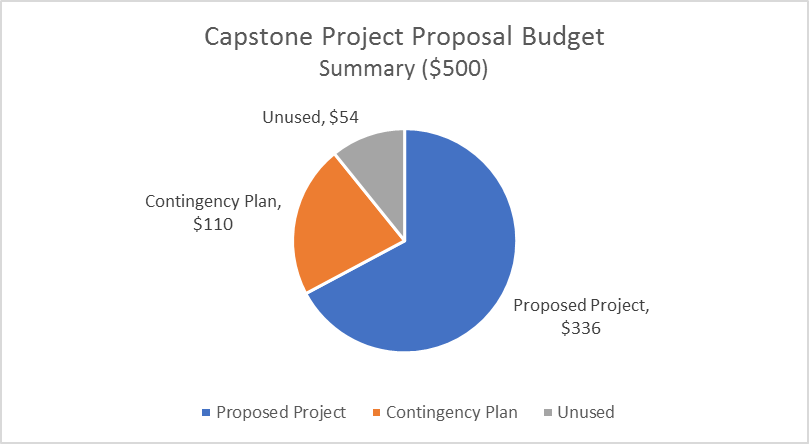 Capstone Project Proposal Budget
Summary ($500)
Unused, $54
Contingency Plan,
$110
Proposed Project,
$336
Proposed Project Contingency Plan Unused